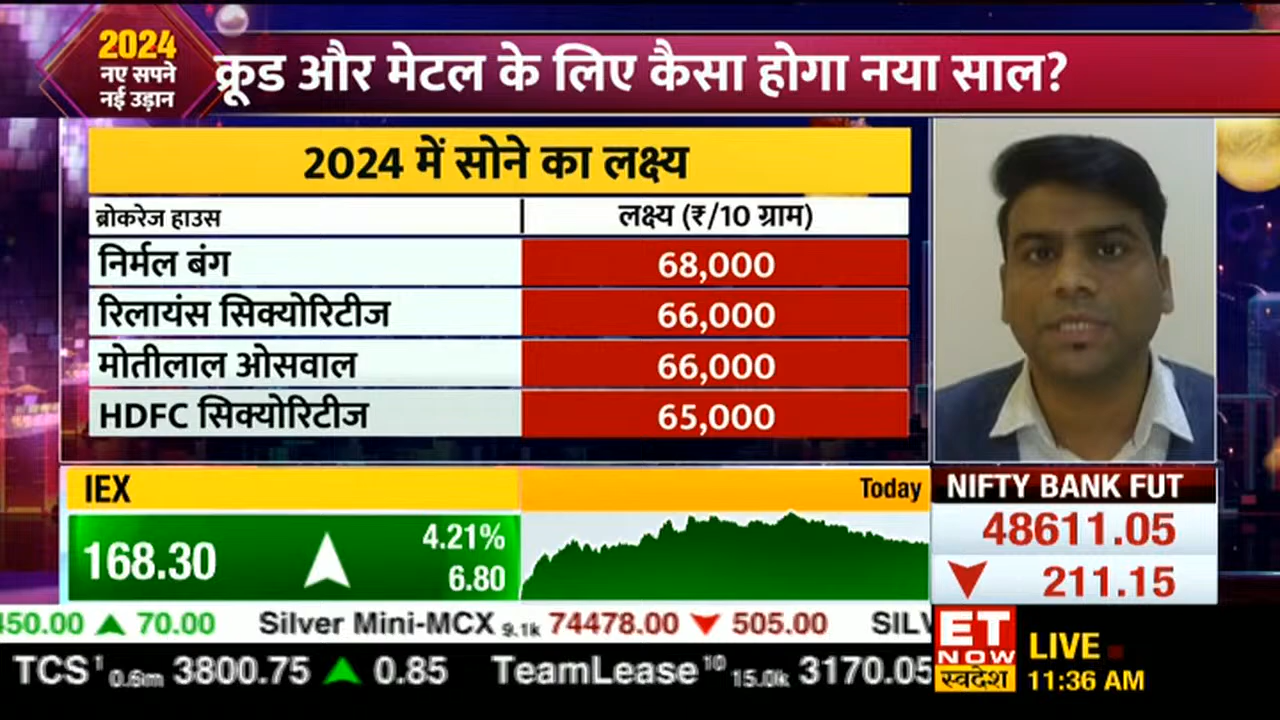 2024
नए सपने
नई उड़ान
क्रूड और मेटल के लिए कैसा होगा नया साल?
2024 में सोने का लक्ष्य
ब्रोकरेज हाउस लक्ष्य (₹/10 ग्राम)
निर्मल बंग 68,000
रिलायंस सिक्योरिटीज 66,000
मोतीलाल ओसवाल 66,000
HDFC सिक्योरिटीज 65,000
IEX Today
168.30 4.21%
6.80
NIFTY BANK FUT
48611.05
211.15
450.00 ▲ 70.00 Silver Mini-MCX 9.1k 74478.00 ▼ 505.00 SILV
TCS 1 0.6m 3800.75 ▲ 0.85 TeamLease 10 15.0k 3170.05
ET
NOW
स्वदेश
LIVE
11:36 AM